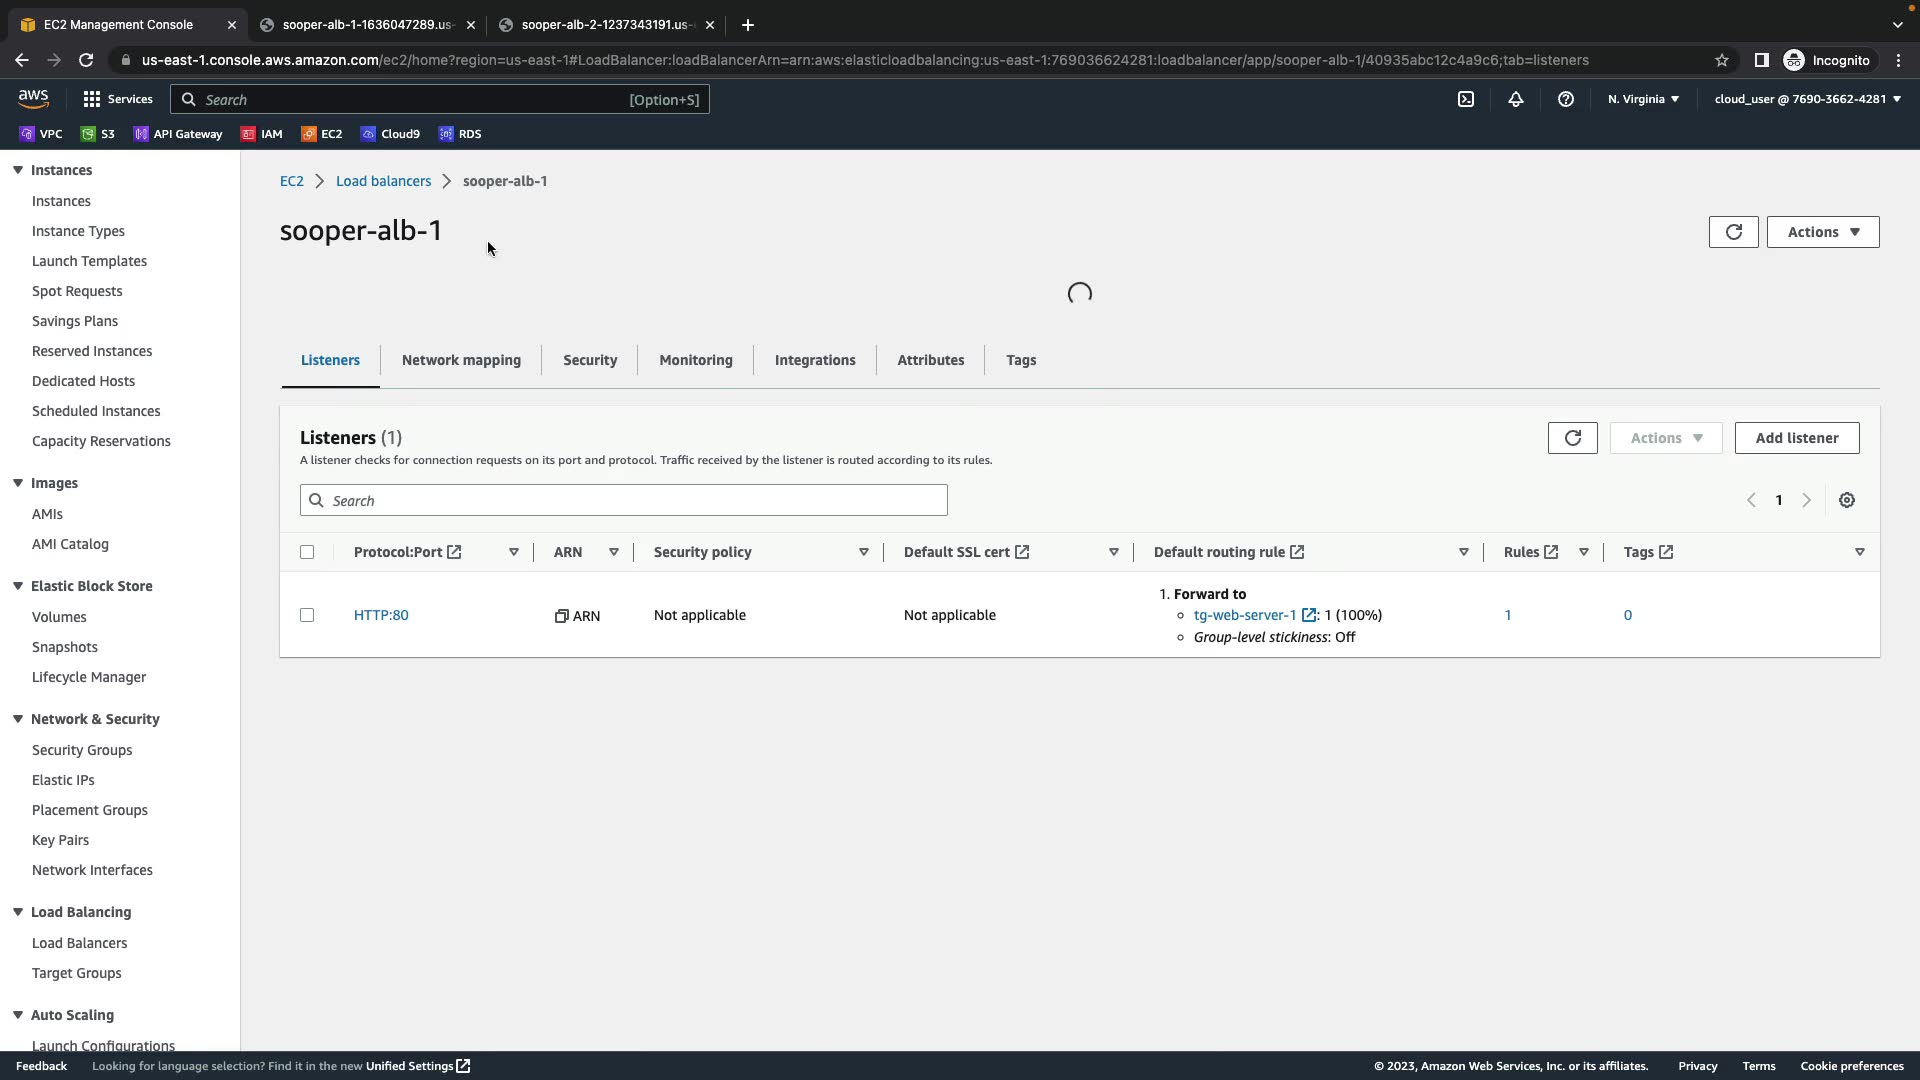 EC2 Management Console
sooper-alb-1-1636047289.us-
sooper-alb-2-1237343191.us-
us-east-1.console.aws.amazon.com/ec2/home?region=us-east-1#LoadBalancer:loadBalancerArn=arn:aws:elasticloadbalancing:us-east-1:769036624281:loadbalancer/app/sooper-alb-1/40935abc12c4a9c6;tab=listeners
Incognito
aws Services Search [Option+S] N. Virginia cloud_user @ 7690-3662-4281
VPC S3 API Gateway IAM EC2 Cloud9 RDS
Instances
Instances
Instance Types
Launch Templates
Spot Requests
Savings Plans
Reserved Instances
Dedicated Hosts
Scheduled Instances
Capacity Reservations
Images
AMIs
AMI Catalog
Elastic Block Store
Volumes
Snapshots
Lifecycle Manager
Network & Security
Security Groups
Elastic IPs
Placement Groups
Key Pairs
Network Interfaces
Load Balancing
Load Balancers
Target Groups
Auto Scaling
Launch Configurations
EC2 > Load balancers > sooper-alb-1
sooper-alb-1
Actions
Listeners Network mapping Security Monitoring Integrations Attributes Tags
Listeners (1)
Actions Add listener
A listener checks for connection requests on its port and protocol. Traffic received by the listener is routed according to its rules.
Search
1
Protocol:Port ARN Security policy Default SSL cert Default routing rule Rules Tags
HTTP:80 ARN Not applicable Not applicable
1. Forward to
tg-web-server-1 : 1 (100%)
Group-level stickiness: Off
1 0
Feedback Looking for language selection? Find it in the new Unified Settings © 2023, Amazon Web Services, Inc. or its affiliates. Privacy Terms Cookie preferences